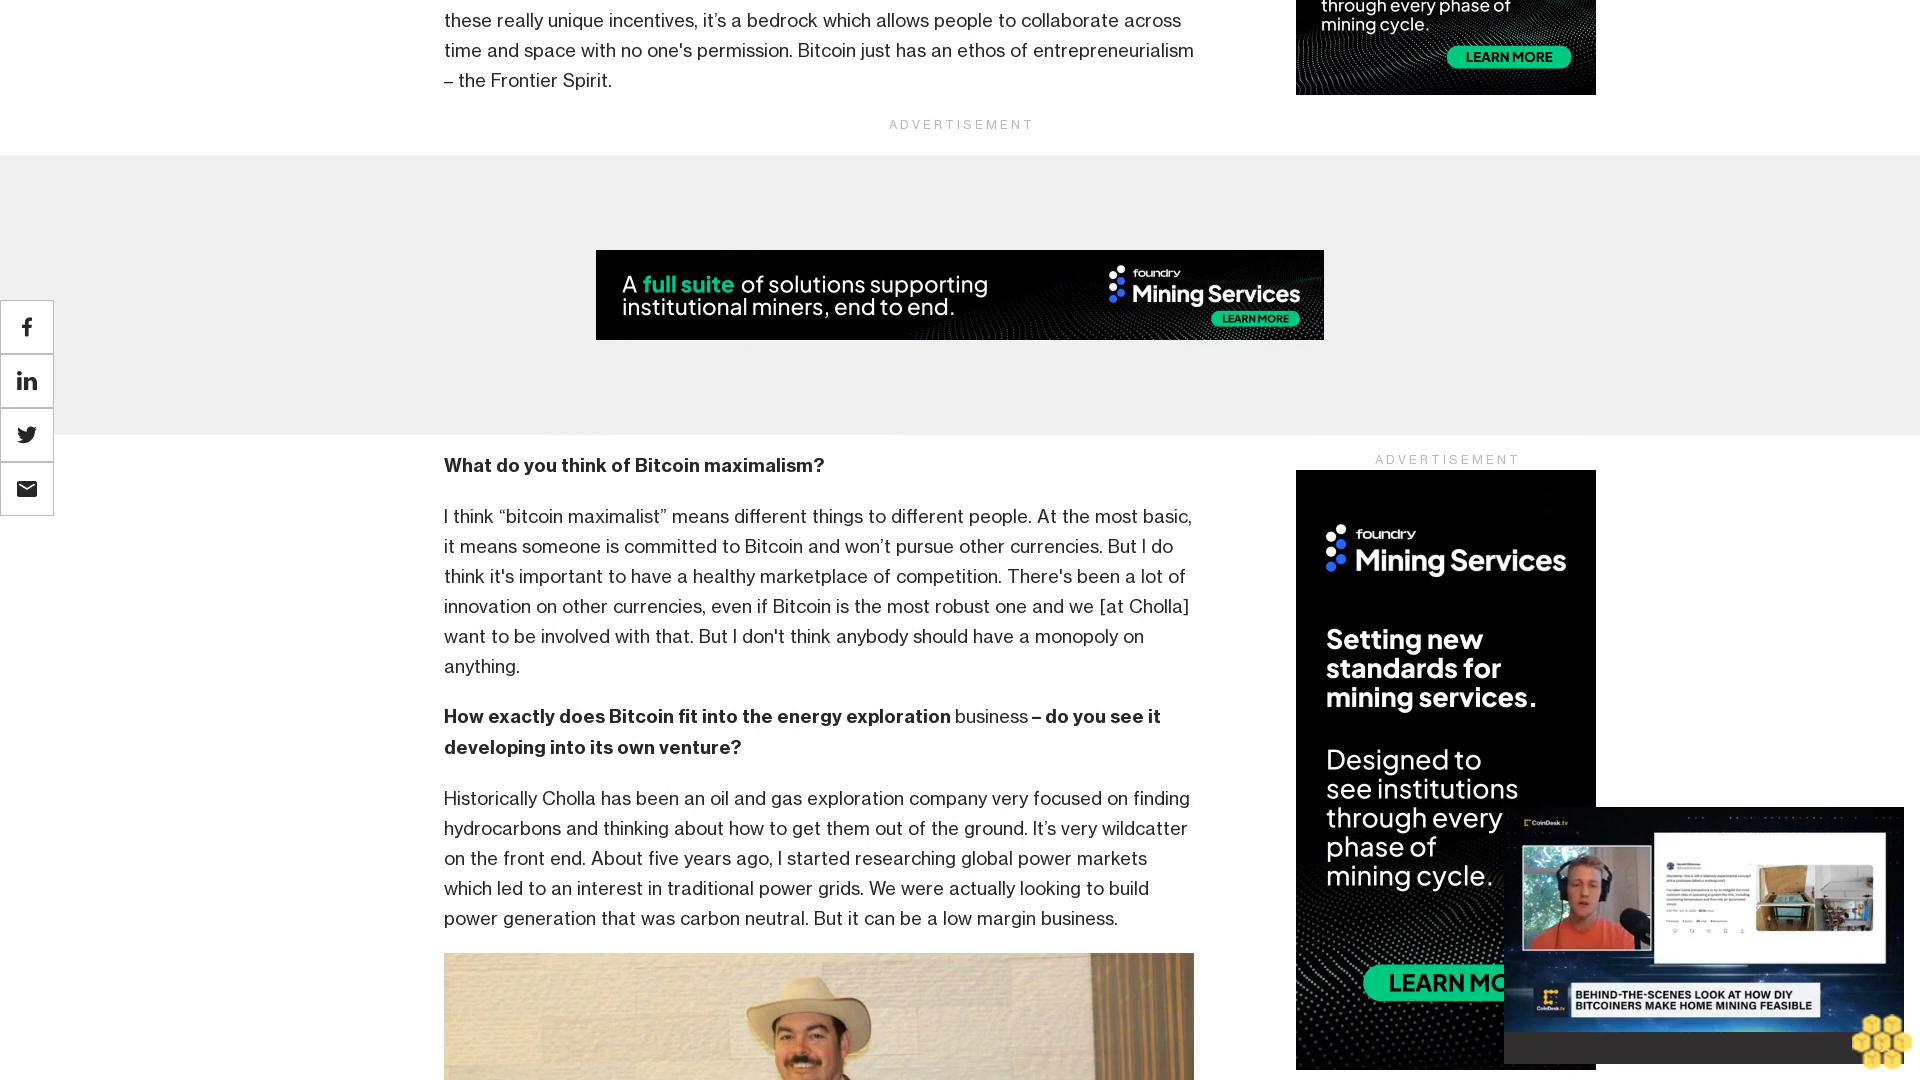 these really unique incentives, it’s a bedrock which allows people to collaborate across
time and space with no one's permission. Bitcoin just has an ethos of entrepreneurialism
– the Frontier Spirit.
through every phase of
mining cycle.
LEARN MORE
ADVERTISEMENT
A full suite of solutions supporting
institutional miners, end to end.
foundry
Mining Services
LEARN MORE
What do you think of Bitcoin maximalism?
I think “bitcoin maximalist” means different things to different people. At the most basic,
it means someone is committed to Bitcoin and won’t pursue other currencies. But I do
think it's important to have a healthy marketplace of competition. There's been a lot of
innovation on other currencies, even if Bitcoin is the most robust one and we [at Cholla]
want to be involved with that. But I don't think anybody should have a monopoly on
anything.
How exactly does Bitcoin fit into the energy exploration business – do you see it
developing into its own venture?
Historically Cholla has been an oil and gas exploration company very focused on finding
hydrocarbons and thinking about how to get them out of the ground. It’s very wildcatter
on the front end. About five years ago, I started researching global power markets
which led to an interest in traditional power grids. We were actually looking to build
power generation that was carbon neutral. But it can be a low margin business.
ADVERTISEMENT
foundry
Mining Services
Setting new
standards for
mining services.
Designed to
see institutions
through every
phase of
mining cycle.
LEARN MO
CoinDesk.tv
CoinDesk.tv
BEHIND-THE-SCENES LOOK AT HOW DIY
BITCOINERS MAKE HOME MINING FEASIBLE